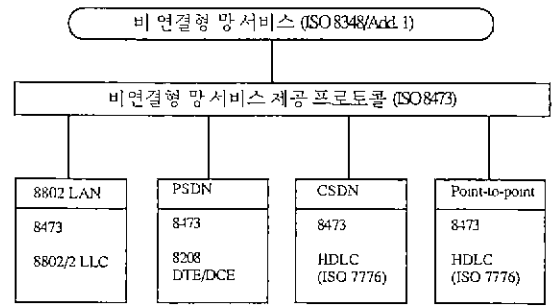 비 연결형 망 서비스 (ISO 8348/Add. 1)
비연결형 망 서비스 제공 프로토콜 (ISO 8473)
8802 LAN
8473
8802/2 LLC
PSDN
8473
8208
DTE/DCE
CSDN
8473
HDLC
(ISO 7776)
Point-to-point
8473
HDLC
(ISO 7776)